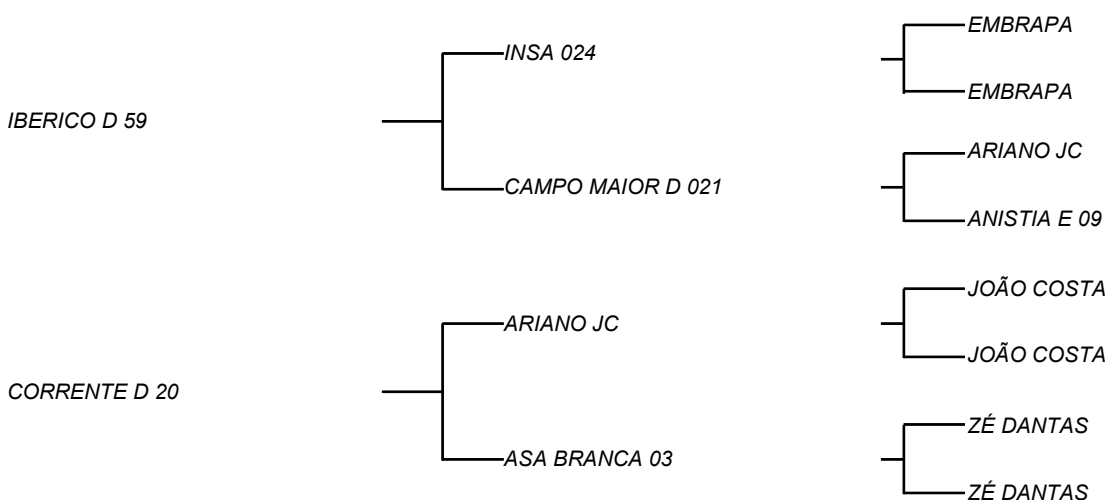 EMBRAPA
INSA 024
EMBRAPA
IBERICO D 59
ARIANO JC
CAMPO MAIOR D 021
ANISTIA E 09
JOÃO COSTA
ARIANO JC
JOÃO COSTA
CORRENTE D 20
ZÉ DANTAS
ASA BRANCA 03
ZÉ DANTAS